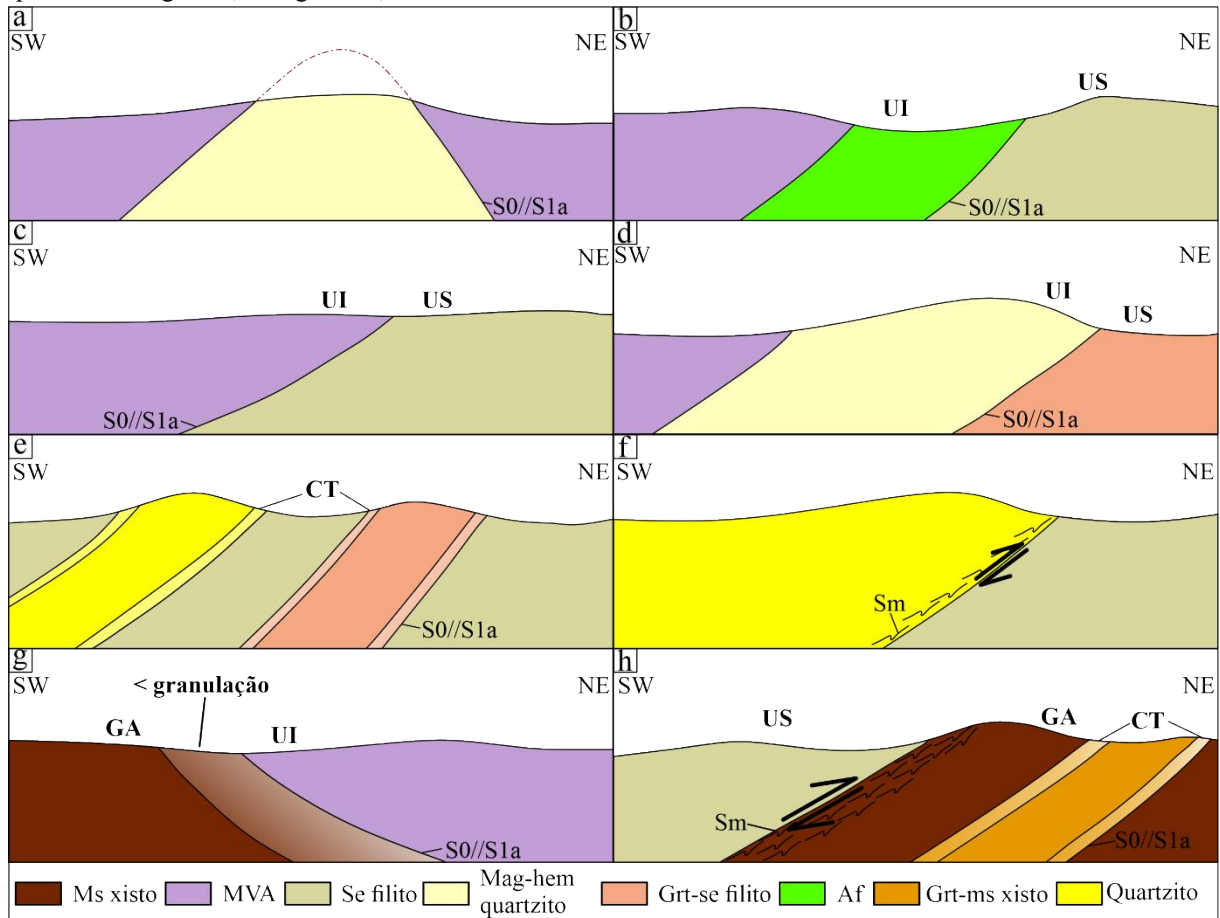 a
SW
NE
S0//S1a
b
SW
NE
UI
US
S0//S1a
c
SW
NE
UI
US
S0//S1a
d
SW
NE
UI
US
S0//S1a
e
SW
NE
CT
S0//S1a
f
SW
NE
Sm
g
SW
NE
< granulação
GA
UI
S0//S1a
h
SW
NE
US
GA
CT
Sm
S0//S1a
Ms xisto
MVA
Se filito
Mag-hem
quartzito
Grt-se filito
Af
Grt-ms xisto
Quartzito